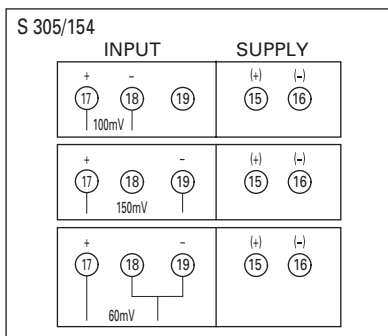 S 305/154
INPUT SUPPLY
+ – (+) (–)
17 18 19 15 16
100mV
+ – (+) (–)
17 18 19 15 16
150mV
+ – (+) (–)
17 18 19 15 16
60mV